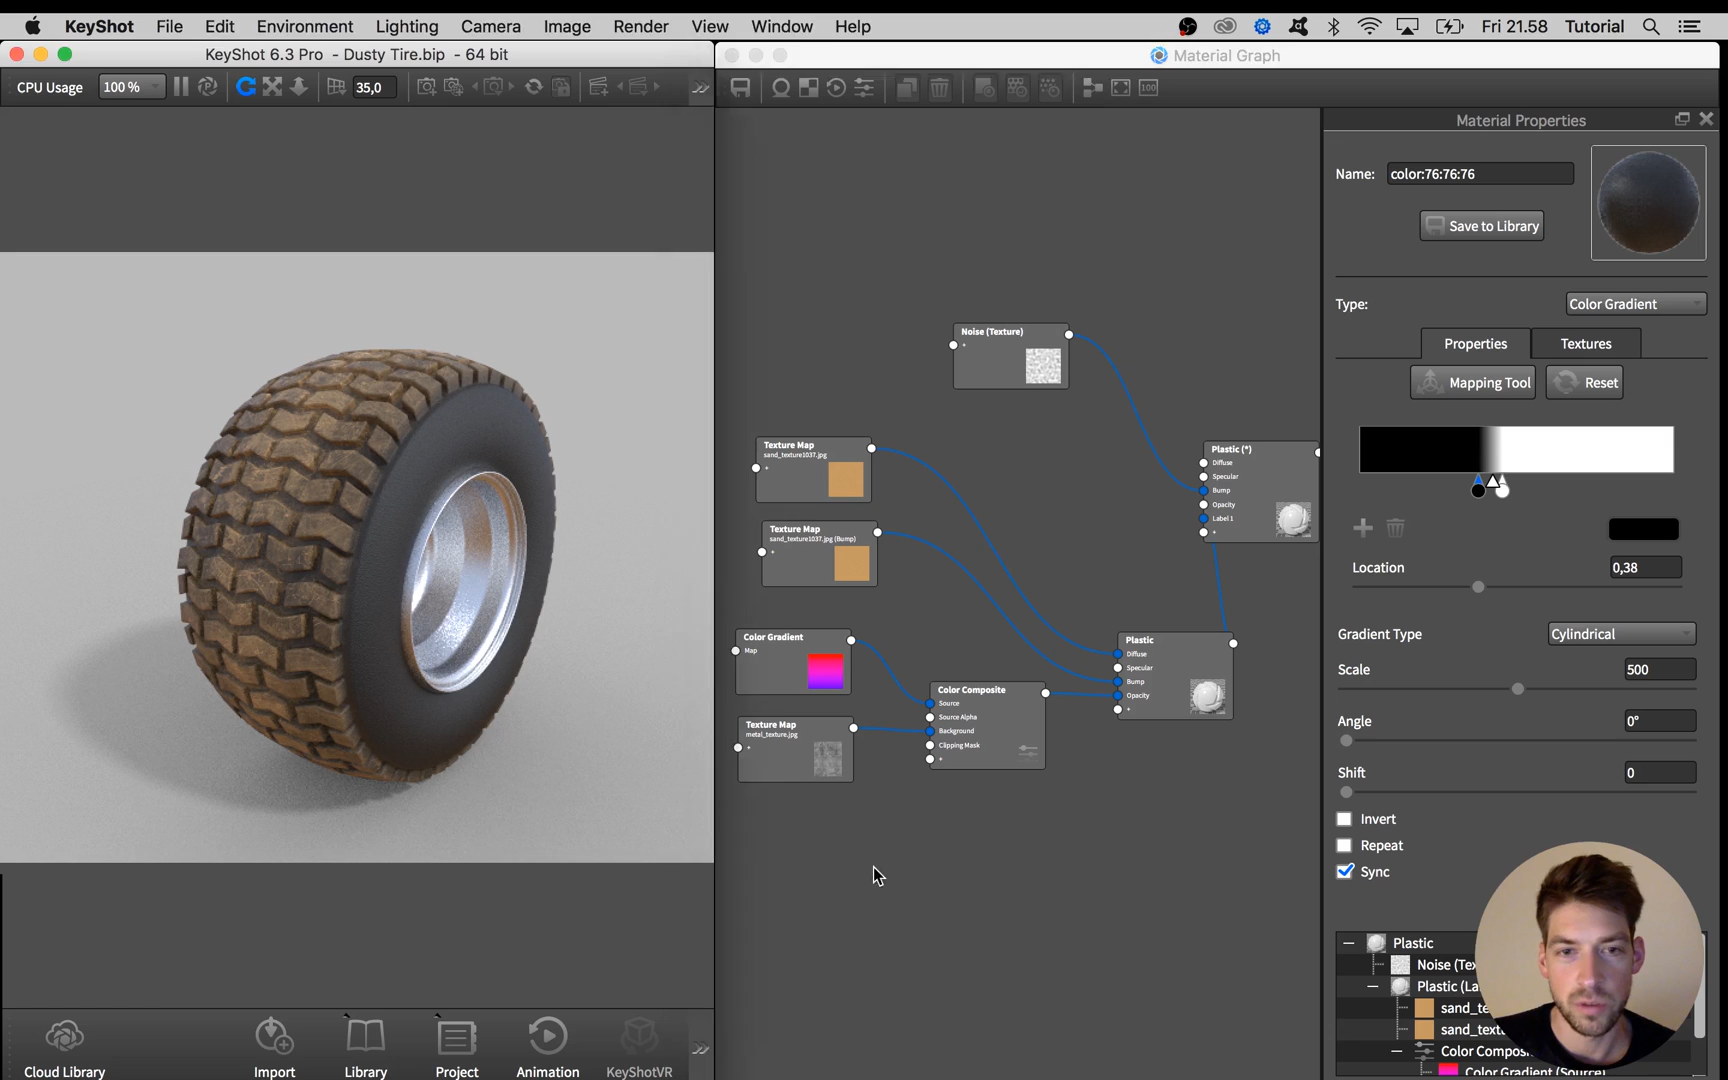 KeyShot File Edit Environment Lighting Camera Image Render View Window Help Fri 21.58 Tutorial
KeyShot 6.3 Pro - Dusty Tire.bip - 64 bit
Material Graph
CPU Usage 100 % 35,0
100
Material Properties
Name: color:76:76:76
Save to Library
Type: Color Gradient
Properties Textures
Mapping Tool Reset
Location 0,38
Gradient Type Cylindrical
Scale 500
Angle 0°
Shift 0
Invert
Repeat
Sync
Plastic
Noise (Tex
Plastic (La
sand_te
sand_textu
Color Compos
Color Gradient (Source)
Noise (Texture)
+
Texture Map
sand_texture1037.jpg
+
Texture Map
sand_texture1037.jpg (Bump)
+
Color Gradient
Map
Texture Map
metal_texture.jpg
+
Color Composite
Source
Source Alpha
Background
Clipping Mask
+
Plastic
Diffuse
Specular
Bump
Opacity
+
Plastic (*)
Diffuse
Specular
Bump
Opacity
Label 1
+
Cloud Library Import Library Project Animation KeyShotVR